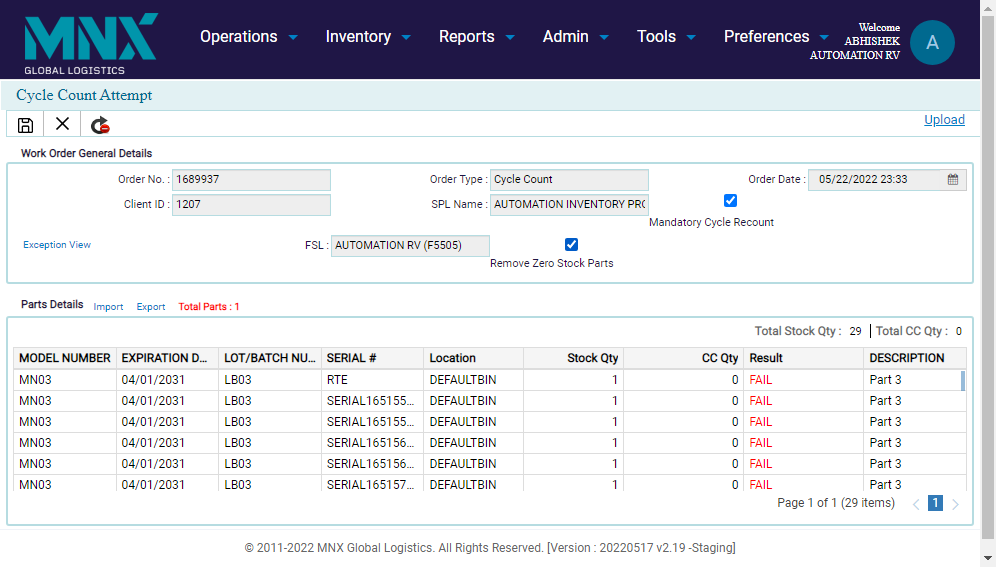 MNX
GLOBAL LOGISTICS
Operations Inventory Reports Admin Tools Preferences
Welcome
ABHISHEK
AUTOMATION RV
A
Cycle Count Attempt
Upload
Work Order General Details
Order No. : 1689937 Order Type : Cycle Count Order Date : 05/22/2022 23:33
Client ID : 1207 SPL Name : AUTOMATION INVENTORY PRO
Mandatory Cycle Recount
Exception View FSL : AUTOMATION RV (F5505)
Remove Zero Stock Parts
Parts Details Import Export Total Parts : 1
Total Stock Qty : 29 | Total CC Qty : 0
MODEL NUMBER EXPIRATION D... LOT/BATCH NU... SERIAL # Location Stock Qty CC Qty Result DESCRIPTION
MN03 04/01/2031 LB03 RTE DEFAULTBIN 1 0 FAIL Part 3
MN03 04/01/2031 LB03 SERIAL165155... DEFAULTBIN 1 0 FAIL Part 3
MN03 04/01/2031 LB03 SERIAL165155... DEFAULTBIN 1 0 FAIL Part 3
MN03 04/01/2031 LB03 SERIAL165156... DEFAULTBIN 1 0 FAIL Part 3
MN03 04/01/2031 LB03 SERIAL165156... DEFAULTBIN 1 0 FAIL Part 3
MN03 04/01/2031 LB03 SERIAL165157... DEFAULTBIN 1 0 FAIL Part 3
Page 1 of 1 (29 items) 1
© 2011-2022 MNX Global Logistics. All Rights Reserved. [Version : 20220517 v2.19 -Staging]